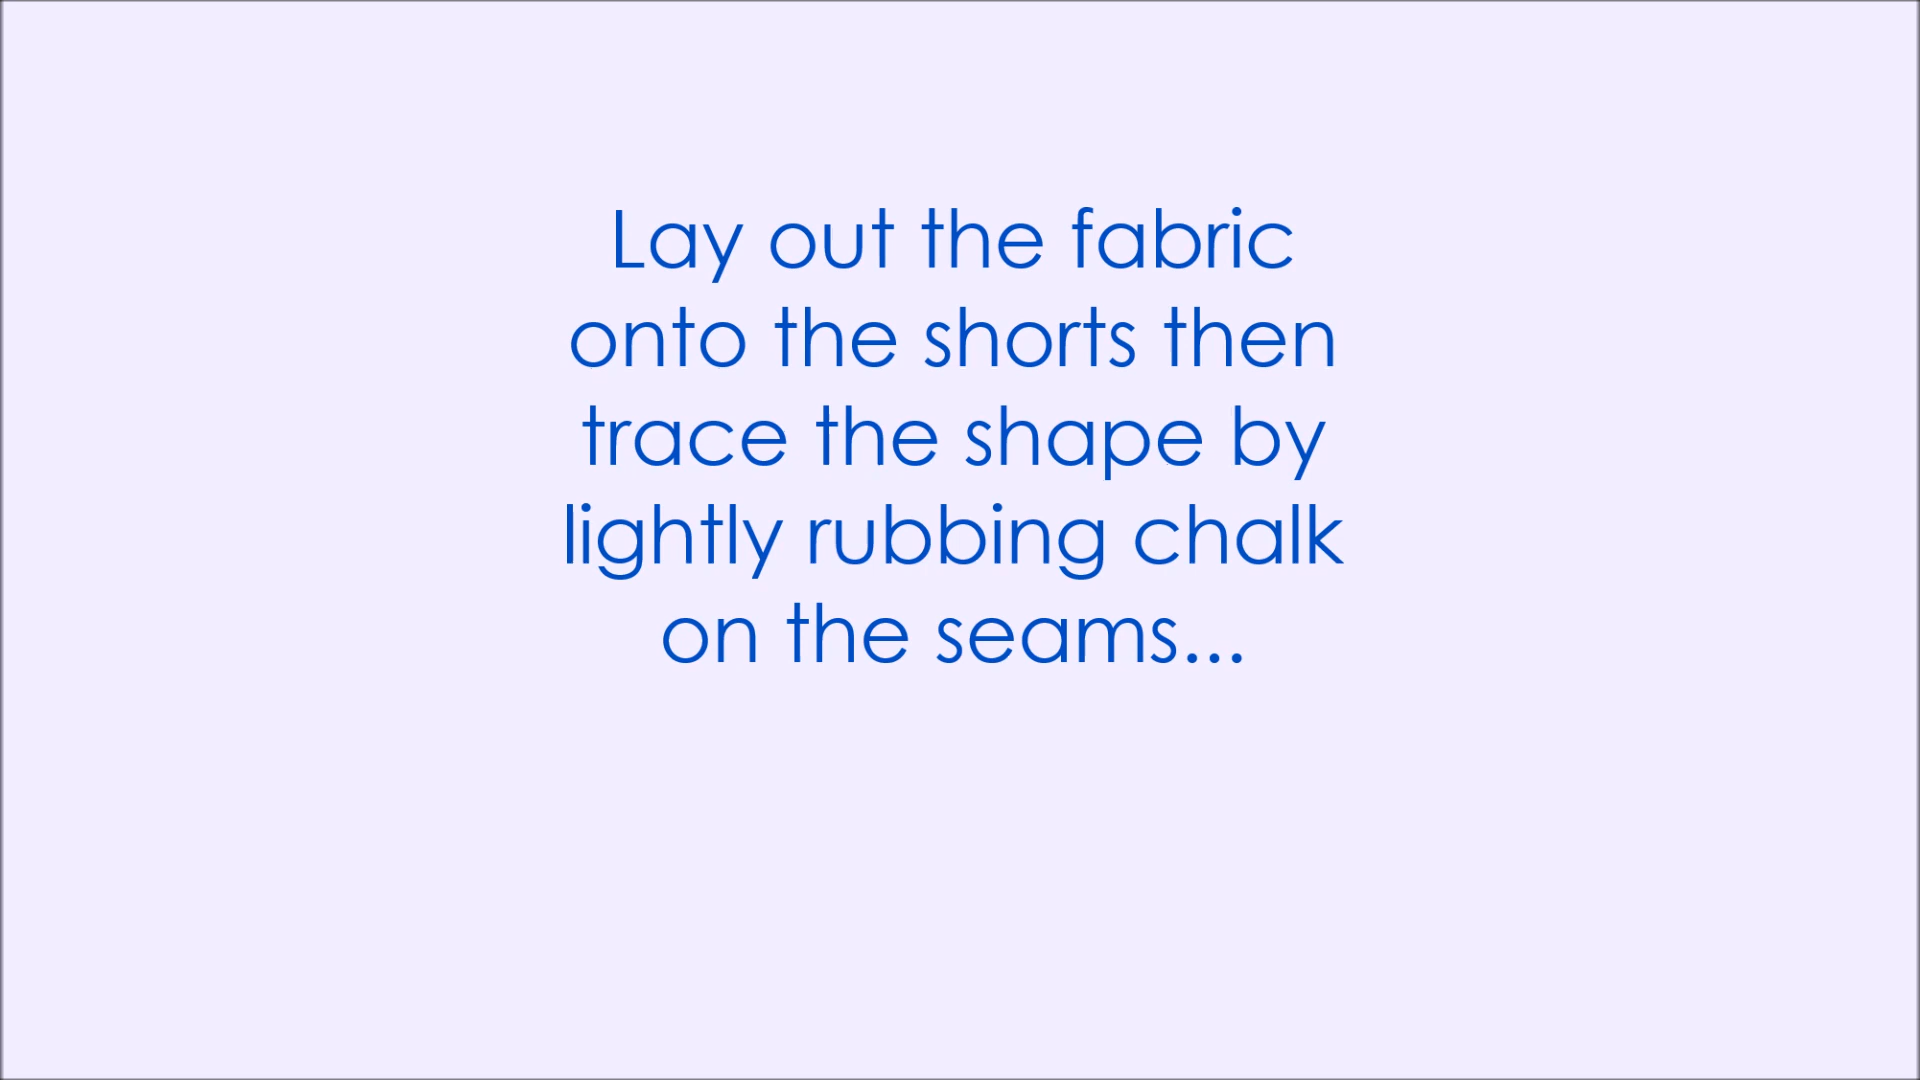 Lay out the fabric
onto the shorts then
trace the shape by
lightly rubbing chalk
on the seams...